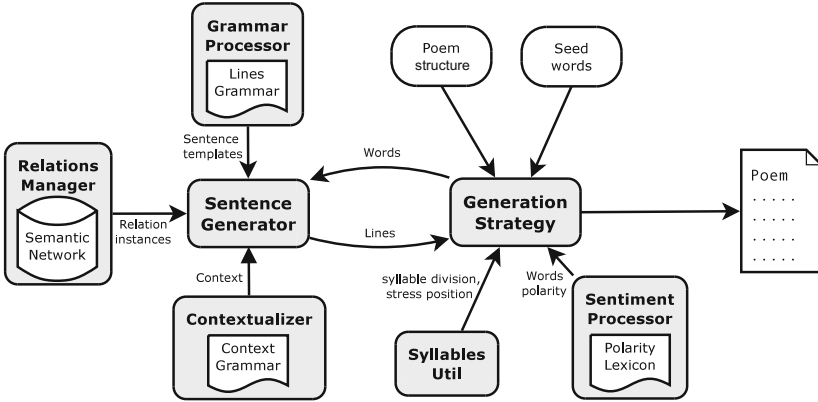 Grammar
Processor
Lines
Grammar
Poem
structure
Seed
words
Sentence
templates
Words
Relations
Manager
Semantic
Network
Relation
instances
Sentence
Generator
Generation
Strategy
Poem
.....
.....
.....
.....
Lines
Context
syllable division,
stress position
Words
polarity
Contextualizer
Context
Grammar
Syllables
Util
Sentiment
Processor
Polarity
Lexicon